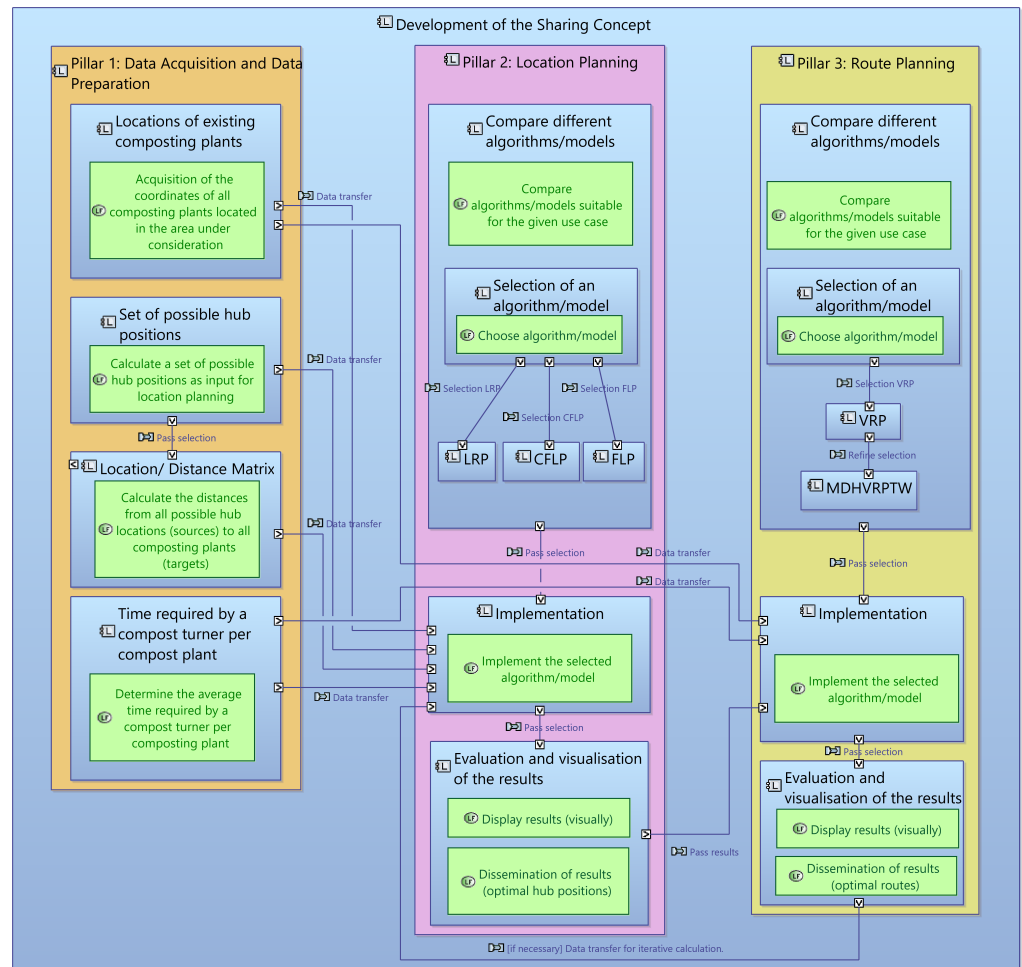 Development of the Sharing Concept
Pillar 1: Data Acquisition and Data
Preparation
Locations of existing
composting plants
Acquisition of the
coordinates of all
composting plants located
in the area under
consideration
Data transfer
Set of possible hub
positions
Calculate a set of possible
hub positions as input for
location planning
Data transfer
Pass selection
Location/ Distance Matrix
Calculate the distances
from all possible hub
locations (sources) to all
composting plants
(targets)
Data transfer
Time required by a
compost turner per
compost plant
Determine the average
time required by a
compost turner per
composting plant
Data transfer
Pillar 2: Location Planning
Compare different
algorithms/models
Compare
algorithms/models suitable
for the given use case
Selection of an
algorithm/model
Choose algorithm/model
Selection LRP
Selection FLP
Selection CFLP
LRP
CFLP
FLP
Pass selection
Data transfer
Data transfer
Implementation
Implement the selected
algorithm/model
Pass selection
Evaluation and visualisation
of the results
Display results (visually)
Dissemination of results
(optimal hub positions)
Pass results
Pillar 3: Route Planning
Compare different
algorithms/models
Compare
algorithms/models suitable
for the given use case
Selection of an
algorithm/model
Choose algorithm/model
Selection VRP
VRP
Refine selection
MDHVRPTW
Pass selection
Implementation
Implement the selected
algorithm/model
Pass selection
Evaluation and
visualisation of the results
Display results (visually)
Dissemination of results
(optimal routes)
[if necessary] Data transfer for iterative calculation.